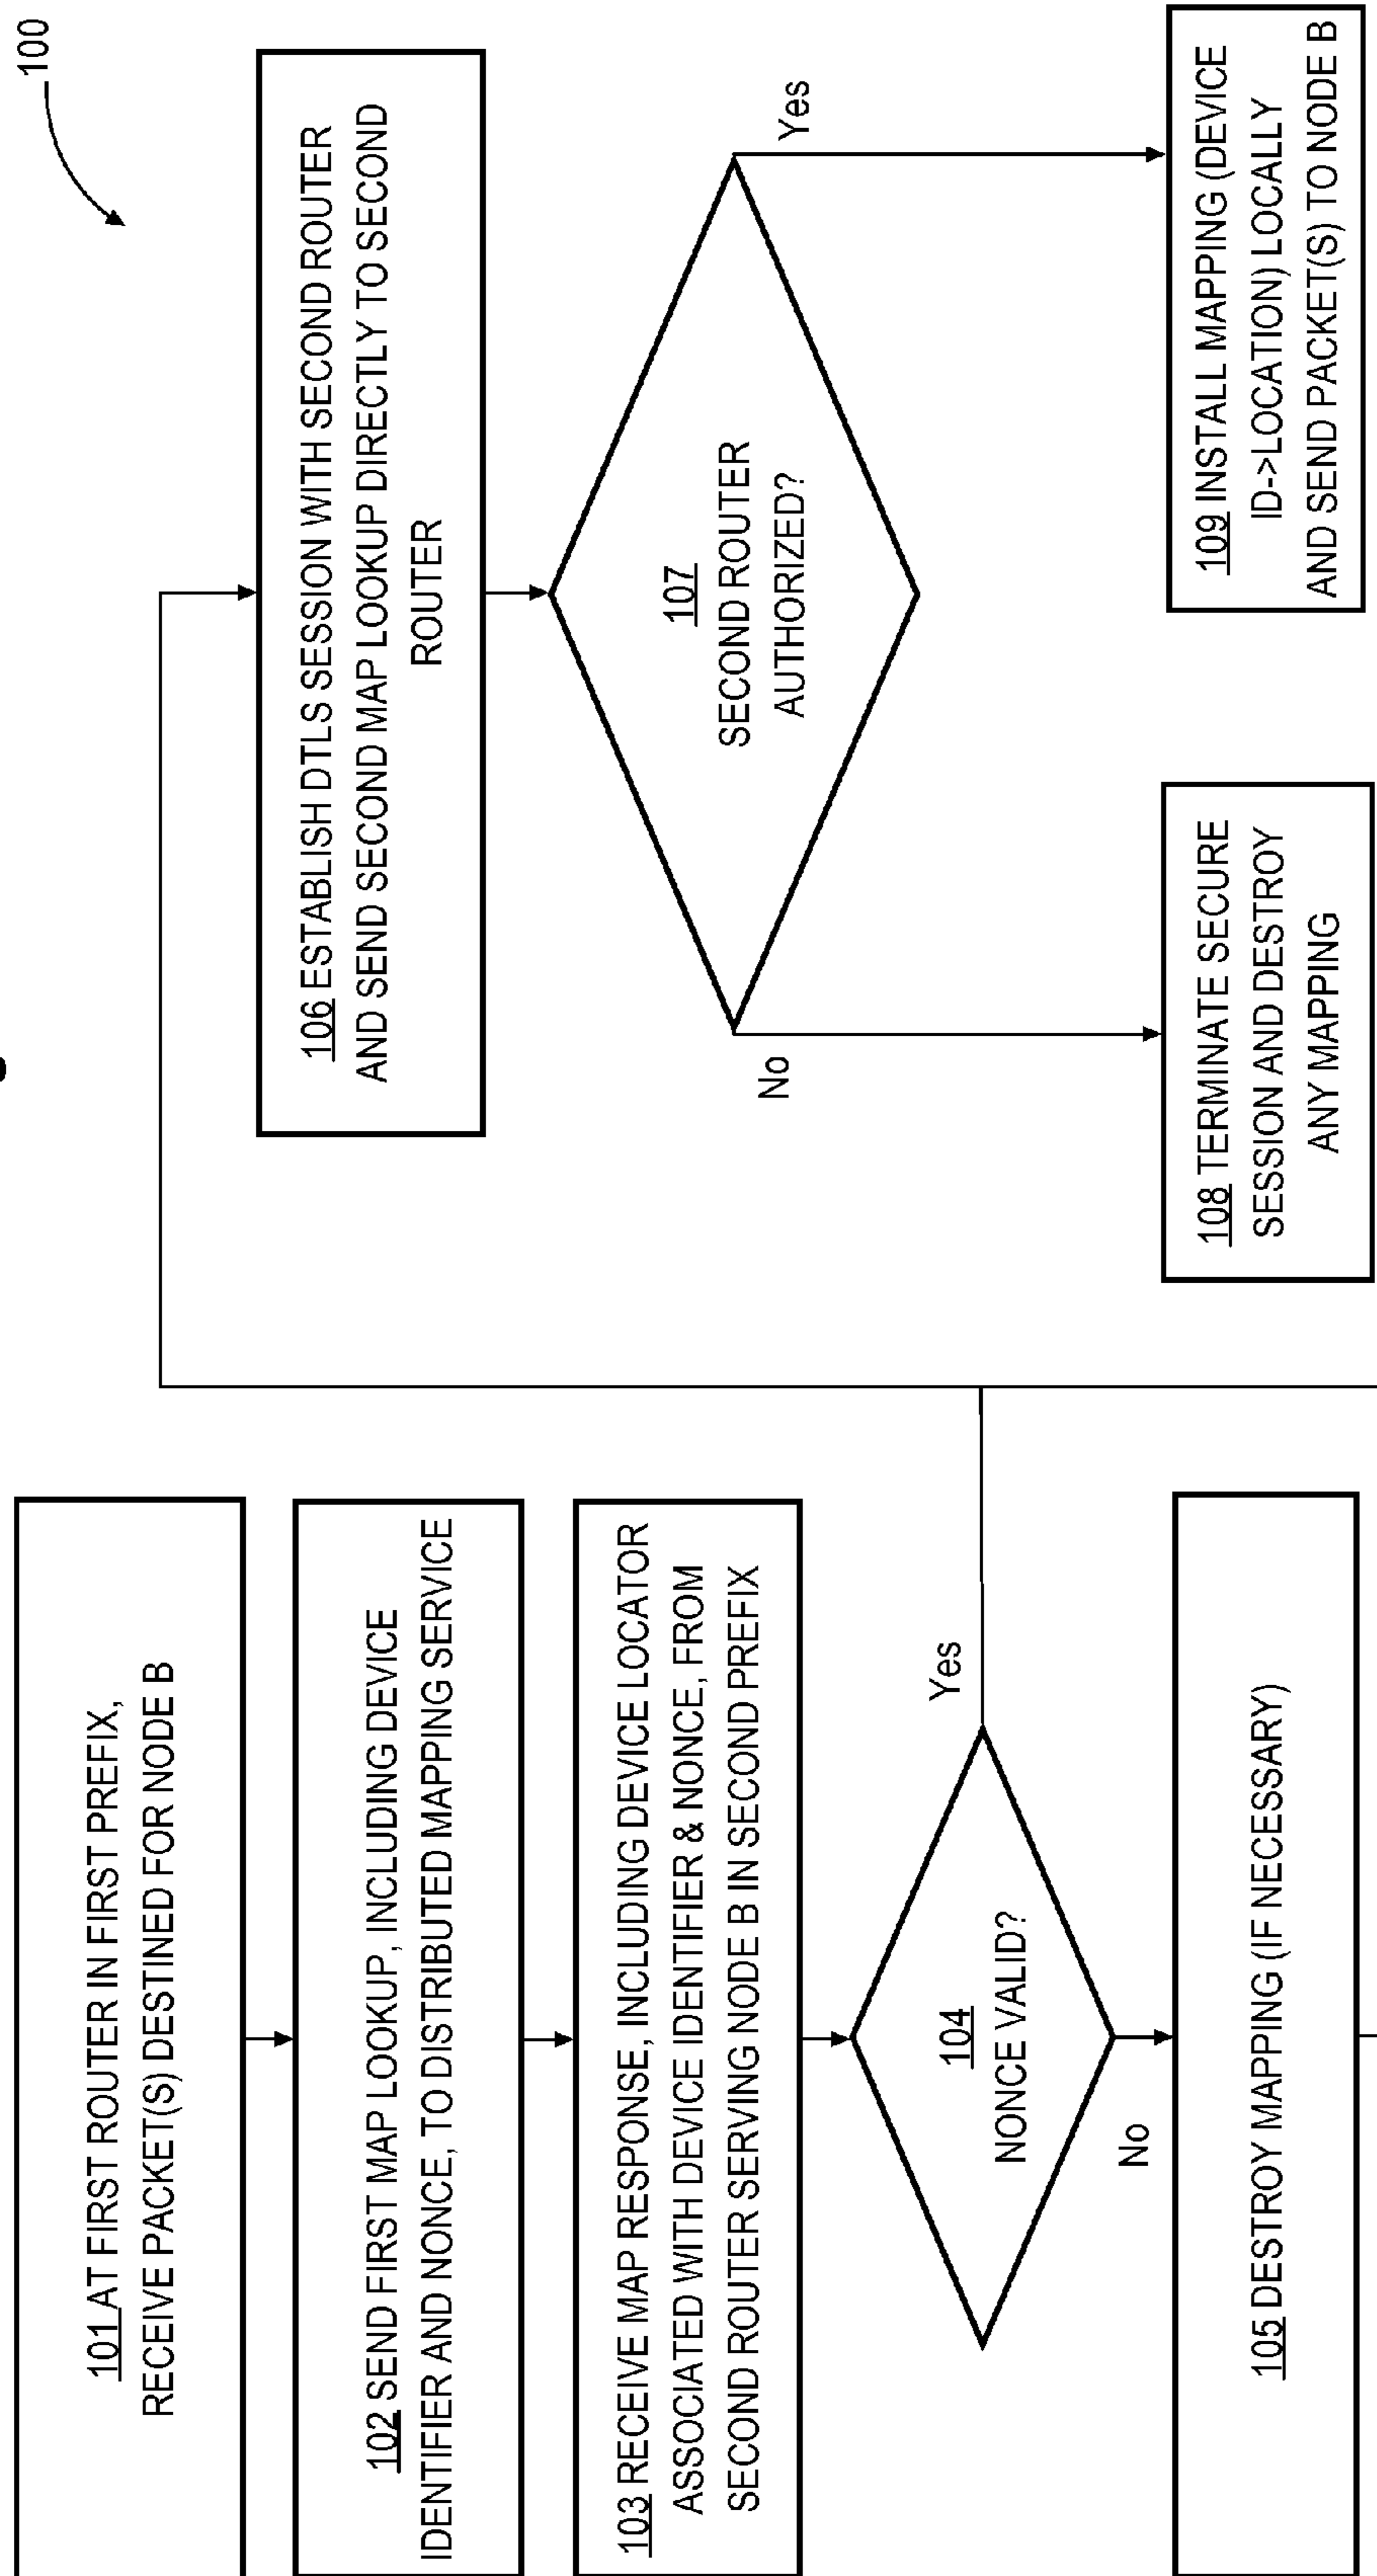 100
101 AT FIRST ROUTER IN FIRST PREFIX,
RECEIVE PACKET(S) DESTINED FOR NODE B
102 SEND FIRST MAP LOOKUP, INCLUDING DEVICE
IDENTIFIER AND NONCE, TO DISTRIBUTED MAPPING SERVICE
103 RECEIVE MAP RESPONSE, INCLUDING DEVICE LOCATOR
ASSOCIATED WITH DEVICE IDENTIFIER & NONCE, FROM
SECOND ROUTER SERVING NODE B IN SECOND PREFIX
104
NONCE VALID?
Yes
No
105 DESTROY MAPPING (IF NECESSARY)
106 ESTABLISH DTLS SESSION WITH SECOND ROUTER
AND SEND SECOND MAP LOOKUP DIRECTLY TO SECOND
ROUTER
107
SECOND ROUTER
AUTHORIZED?
No
Yes
108 TERMINATE SECURE
SESSION AND DESTROY
ANY MAPPING
109 INSTALL MAPPING (DEVICE
ID->LOCATION) LOCALLY
AND SEND PACKET(S) TO NODE B